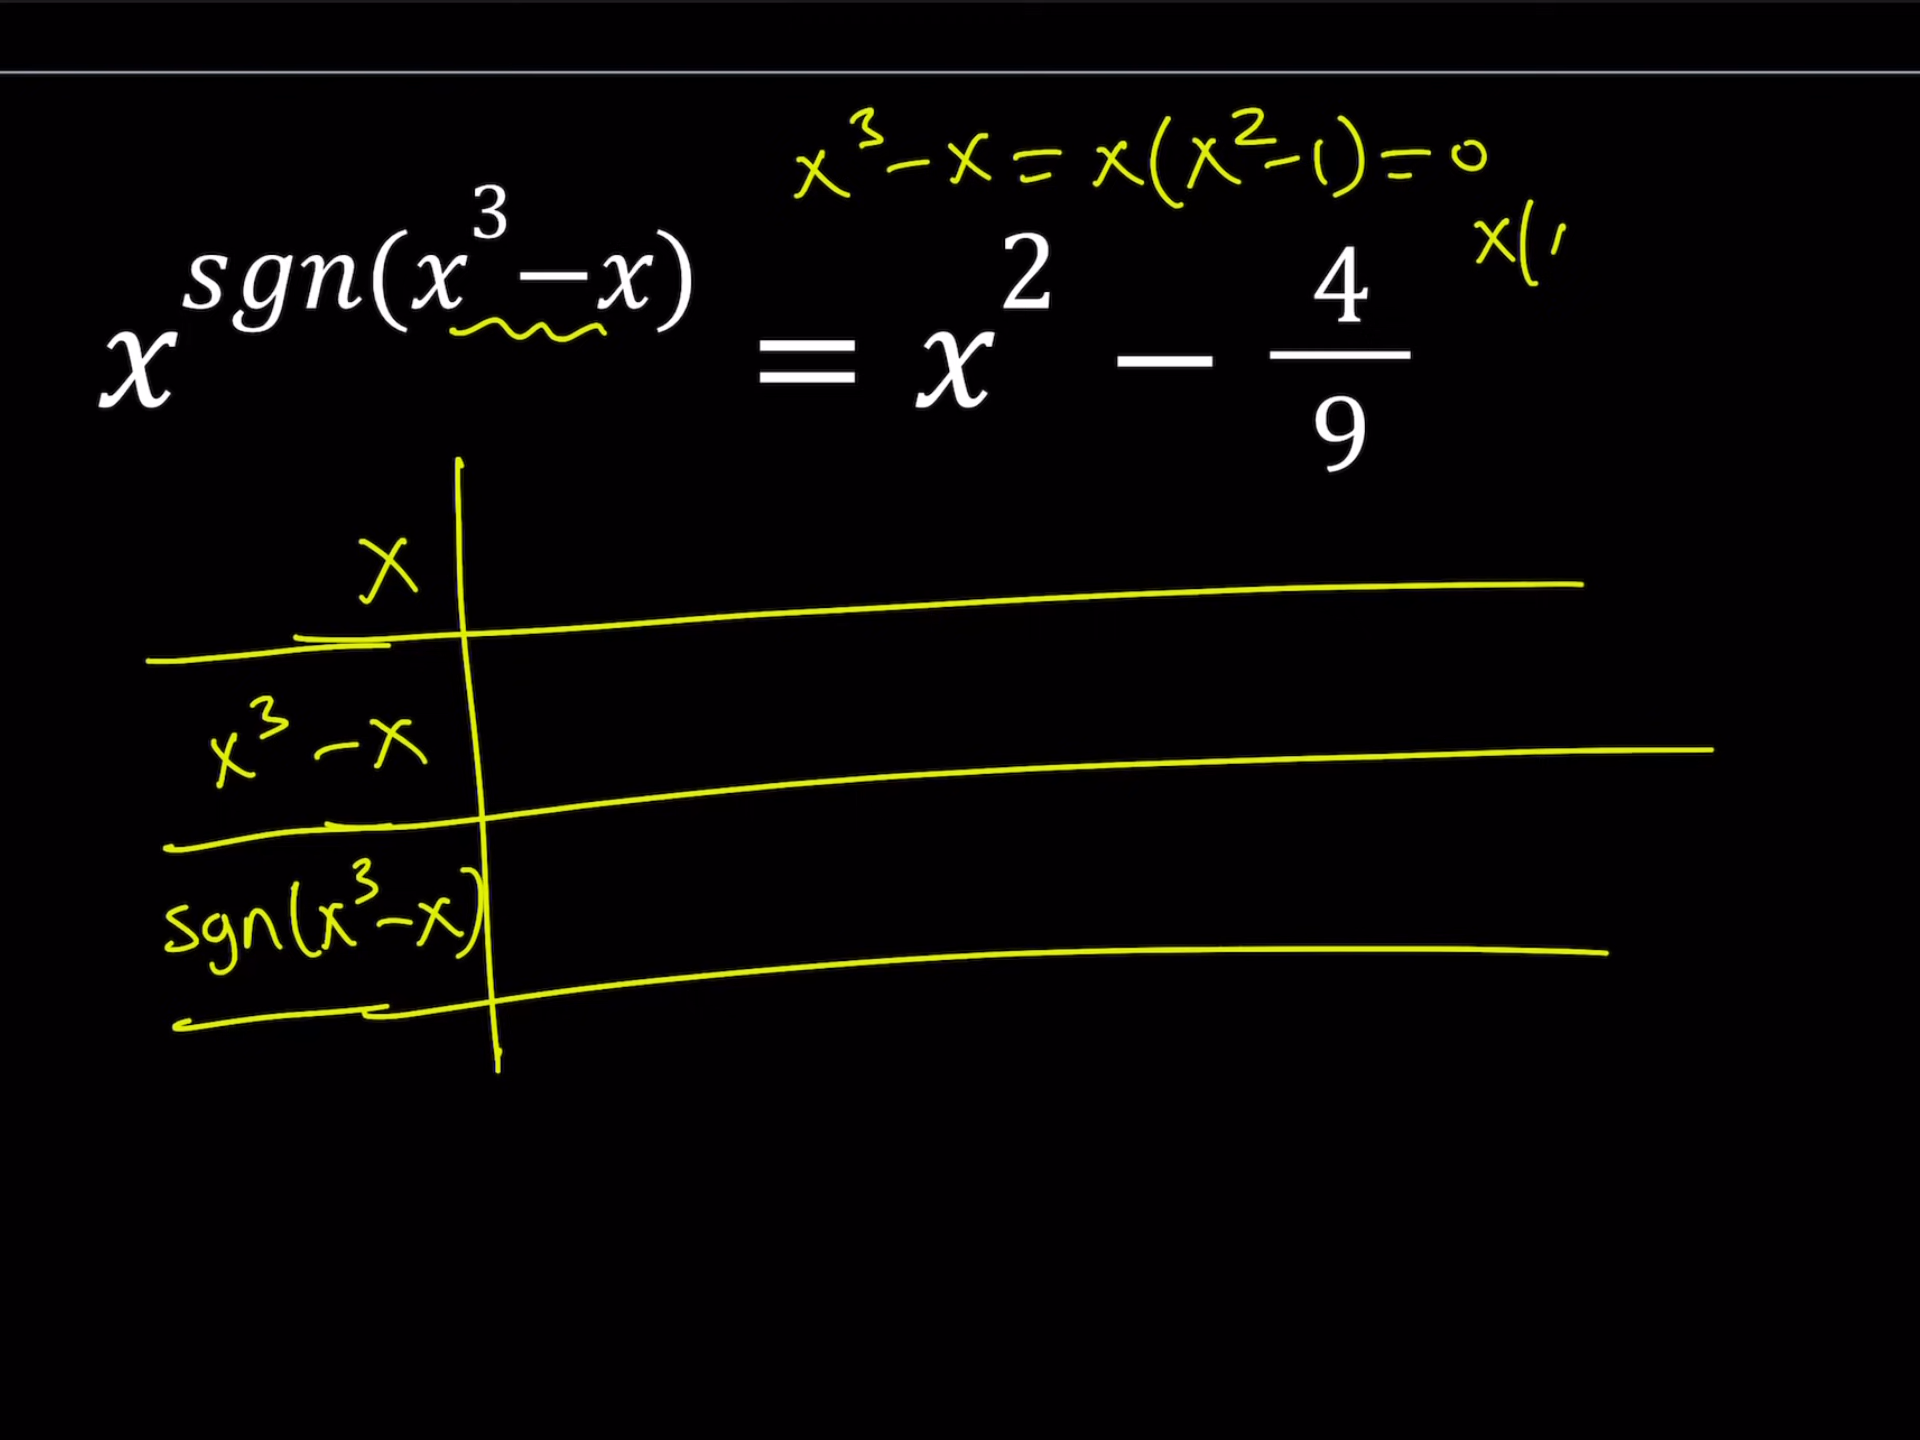 x³ - x = x(x² - 1) = 0
x(
x^{sgn(x³ - x)} = x² - 4/9
x
x³ - x
sgn(x³ - x)